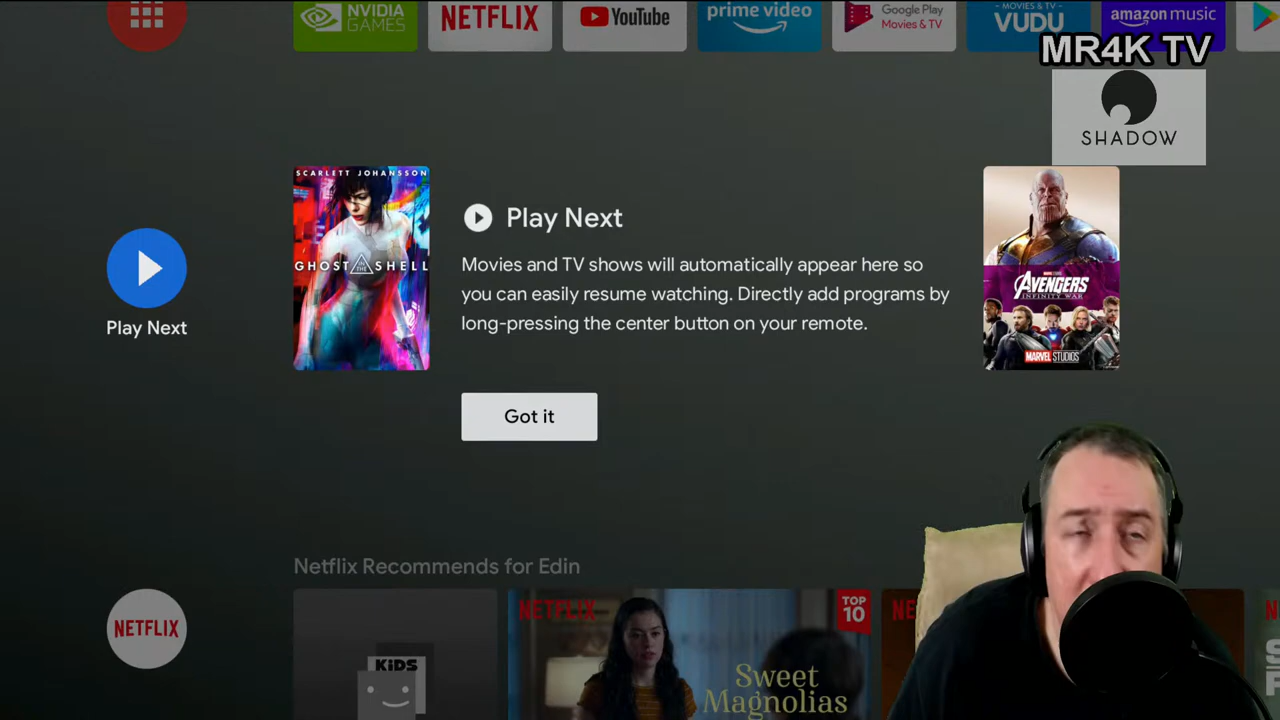 NVIDIA
GAMES
NETFLIX
YouTube
prime video
Google Play
Movies & TV
- MOVIES & TV -
VUDU
amazon music
MR4K TV
SHADOW
SCARLETT JOHANSSON
GHOST IN THE SHELL
Play Next
Movies and TV shows will automatically appear here so
you can easily resume watching. Directly add programs by
long-pressing the center button on your remote.
Got it
MARVEL STUDIOS
AVENGERS
INFINITY WAR
MARVEL STUDIOS
Play Next
Netflix Recommends for Edin
NETFLIX
KIDS
NETFLIX
TOP
10
Sweet
Magnolias
NE